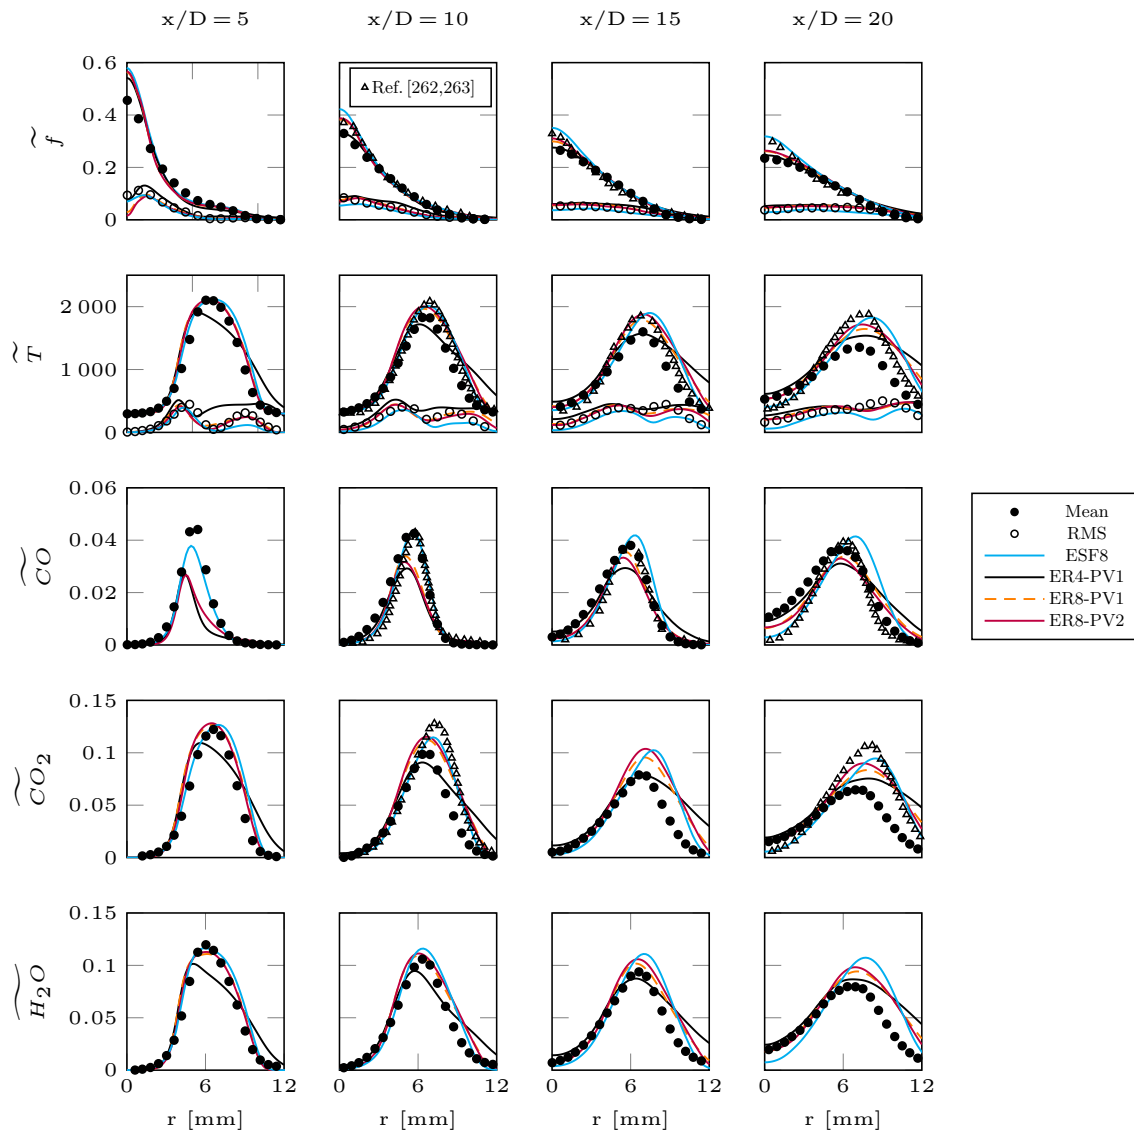 x/D = 5 x/D = 10 x/D = 15 x/D = 20
0.6
0.4
0.2
0
f̃
Ref. [262,263]
2 000
1 000
0
T̃
0.06
0.04
0.02
0
C̃O
Mean
RMS
ESF8
ER4-PV1
ER8-PV1
ER8-PV2
0.15
0.1
0.05
0
C̃O₂
0.15
0.1
0.05
0
H̃₂O
0 6 12 0 6 12 0 6 12 0 6 12
r [mm] r [mm] r [mm] r [mm]